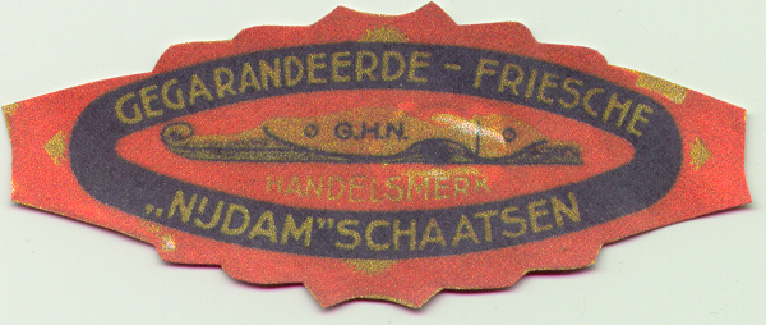 GEGARANDEERDE - FRIESCHE
G.H.N.
HANDELSMERK
„NIJDAM” SCHAATSEN